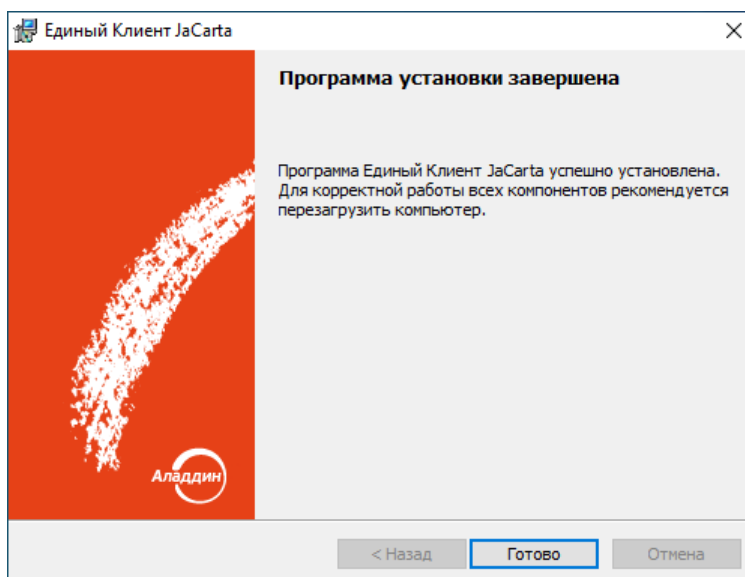 Единый Клиент JaCarta
Программа установки завершена
Программа Единый Клиент JaCarta успешно установлена.
Для корректной работы всех компонентов рекомендуется
перезагрузить компьютер.
Аладдин
< Назад
Готово
Отмена